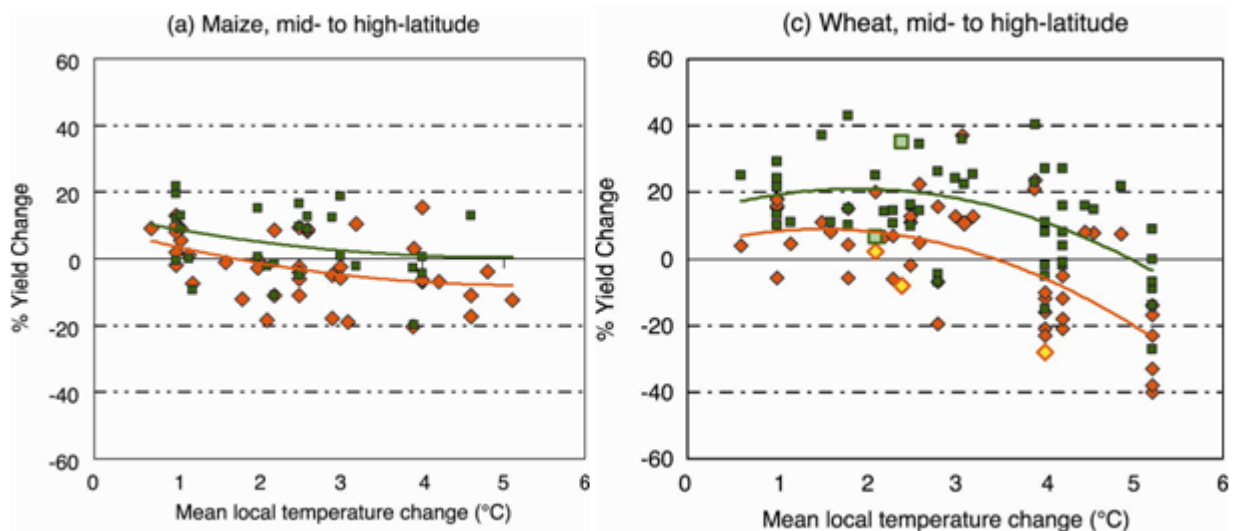 (a) Maize, mid- to high-latitude
60
40
20
0
-20
-40
-60
% Yield Change
0 1 2 3 4 5 6
Mean local temperature change (°C)
(c) Wheat, mid- to high-latitude
60
40
20
0
-20
-40
-60
% Yield Change
0 1 2 3 4 5 6
Mean local temperature change (°C)